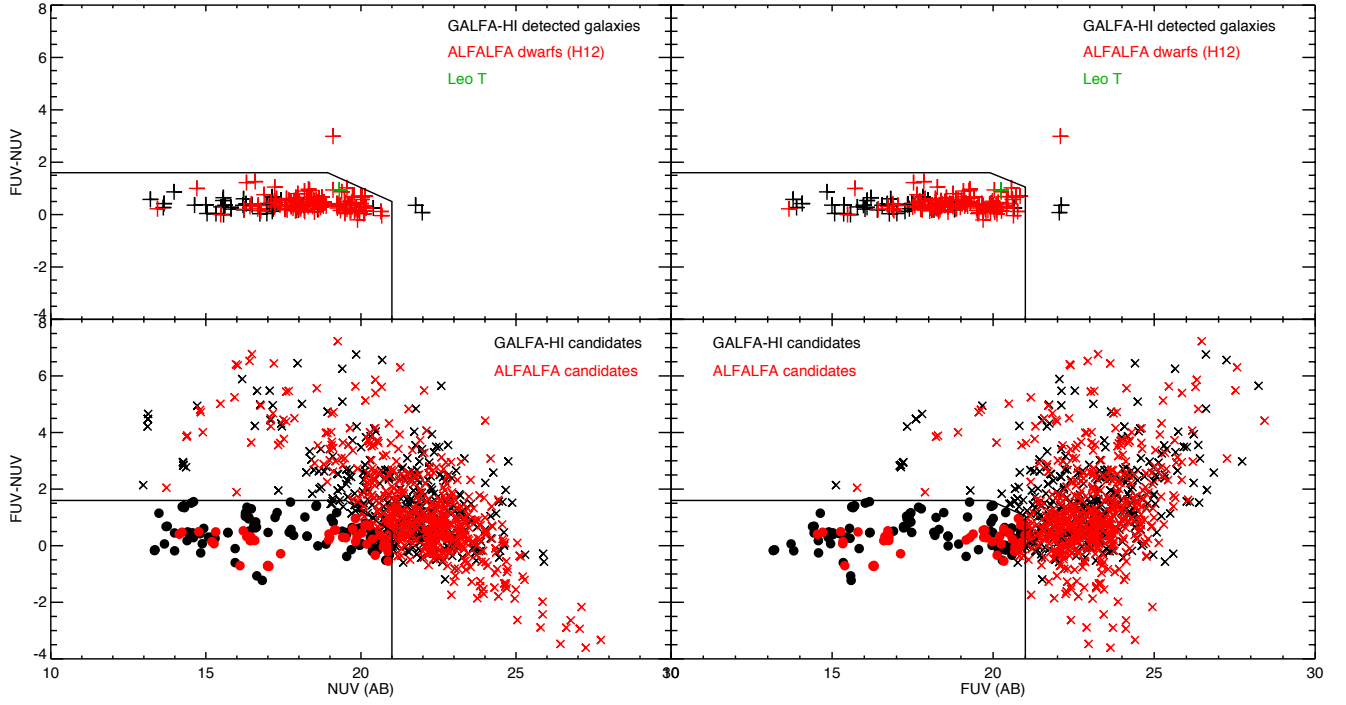 8
6
4
2
0
-2
-4
FUV-NUV
GALFA-HI detected galaxies
ALFALFA dwarfs (H12)
Leo T
GALFA-HI detected galaxies
ALFALFA dwarfs (H12)
Leo T
8
6
4
2
0
-2
-4
FUV-NUV
GALFA-HI candidates
ALFALFA candidates
GALFA-HI candidates
ALFALFA candidates
10 15 20 25 30
NUV (AB)
10 15 20 25 30
FUV (AB)